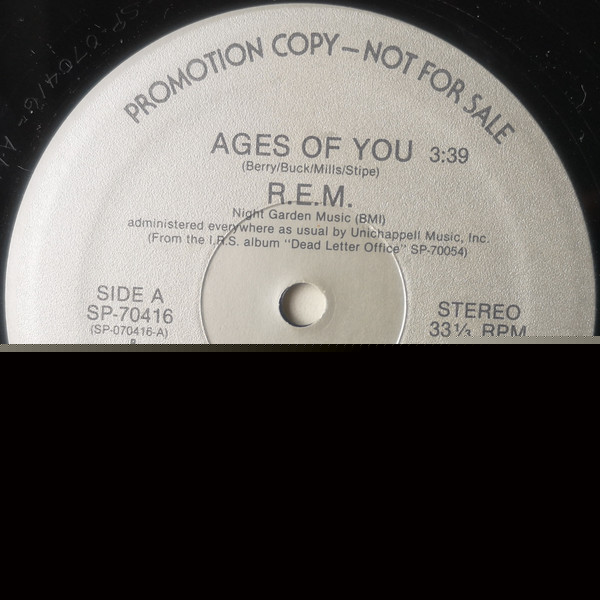 PROMOTION COPY—NOT FOR SALE
AGES OF YOU 3:39
(Berry/Buck/Mills/Stipe)
R.E.M.
Night Garden Music (BMI)
administered everywhere as usual by Unichappell Music, Inc.
(From the I.R.S. album "Dead Letter Office" SP-70054)
SIDE A
SP-70416
(SP-070416-A)
STEREO
33⅓ RPM